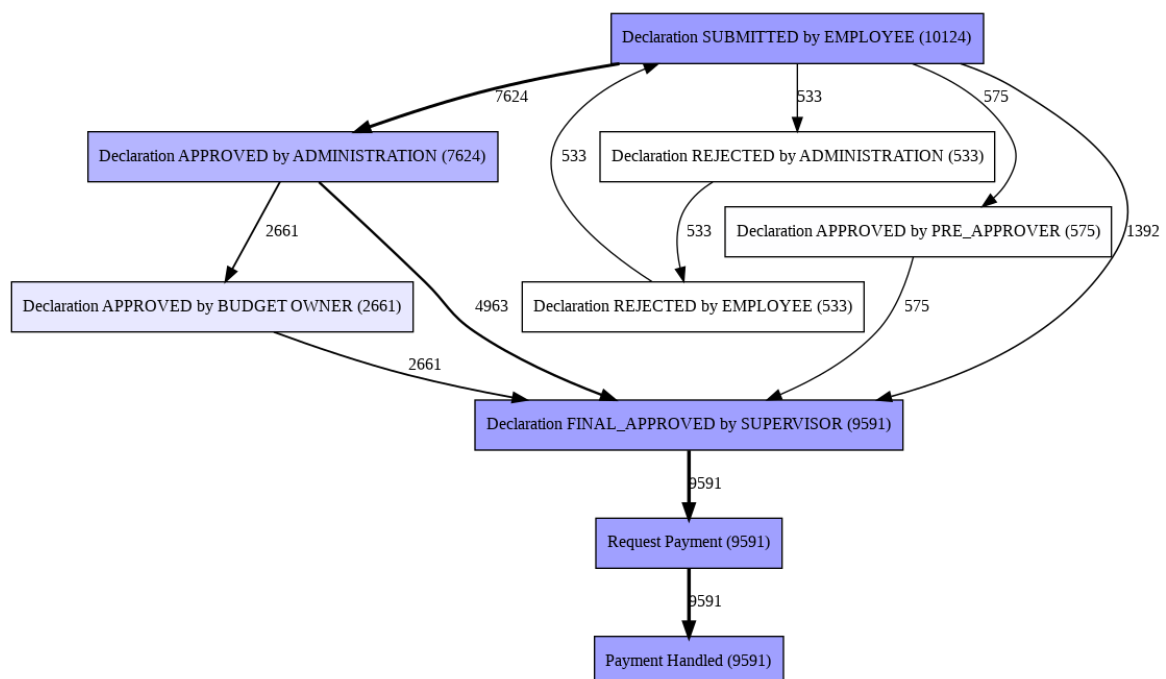 Declaration SUBMITTED by EMPLOYEE (10124)
7624
533
575
Declaration APPROVED by ADMINISTRATION (7624)
533
Declaration REJECTED by ADMINISTRATION (533)
2661
533
Declaration APPROVED by PRE_APPROVER (575)
1392
Declaration APPROVED by BUDGET OWNER (2661)
4963
Declaration REJECTED by EMPLOYEE (533)
575
2661
Declaration FINAL_APPROVED by SUPERVISOR (9591)
9591
Request Payment (9591)
9591
Payment Handled (9591)